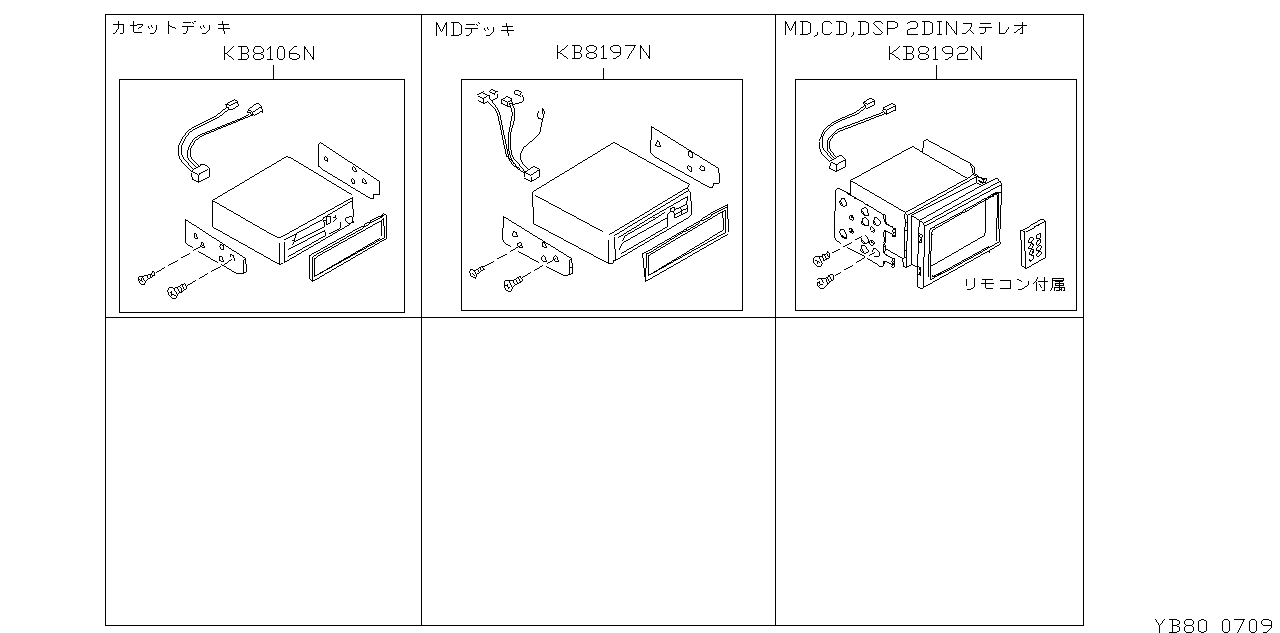 カセットデッキ
KB8106N
MDデッキ
KB8197N
MD,CD,DSP 2DINステレオ
KB8192N
リモコン付属
YB80 0709